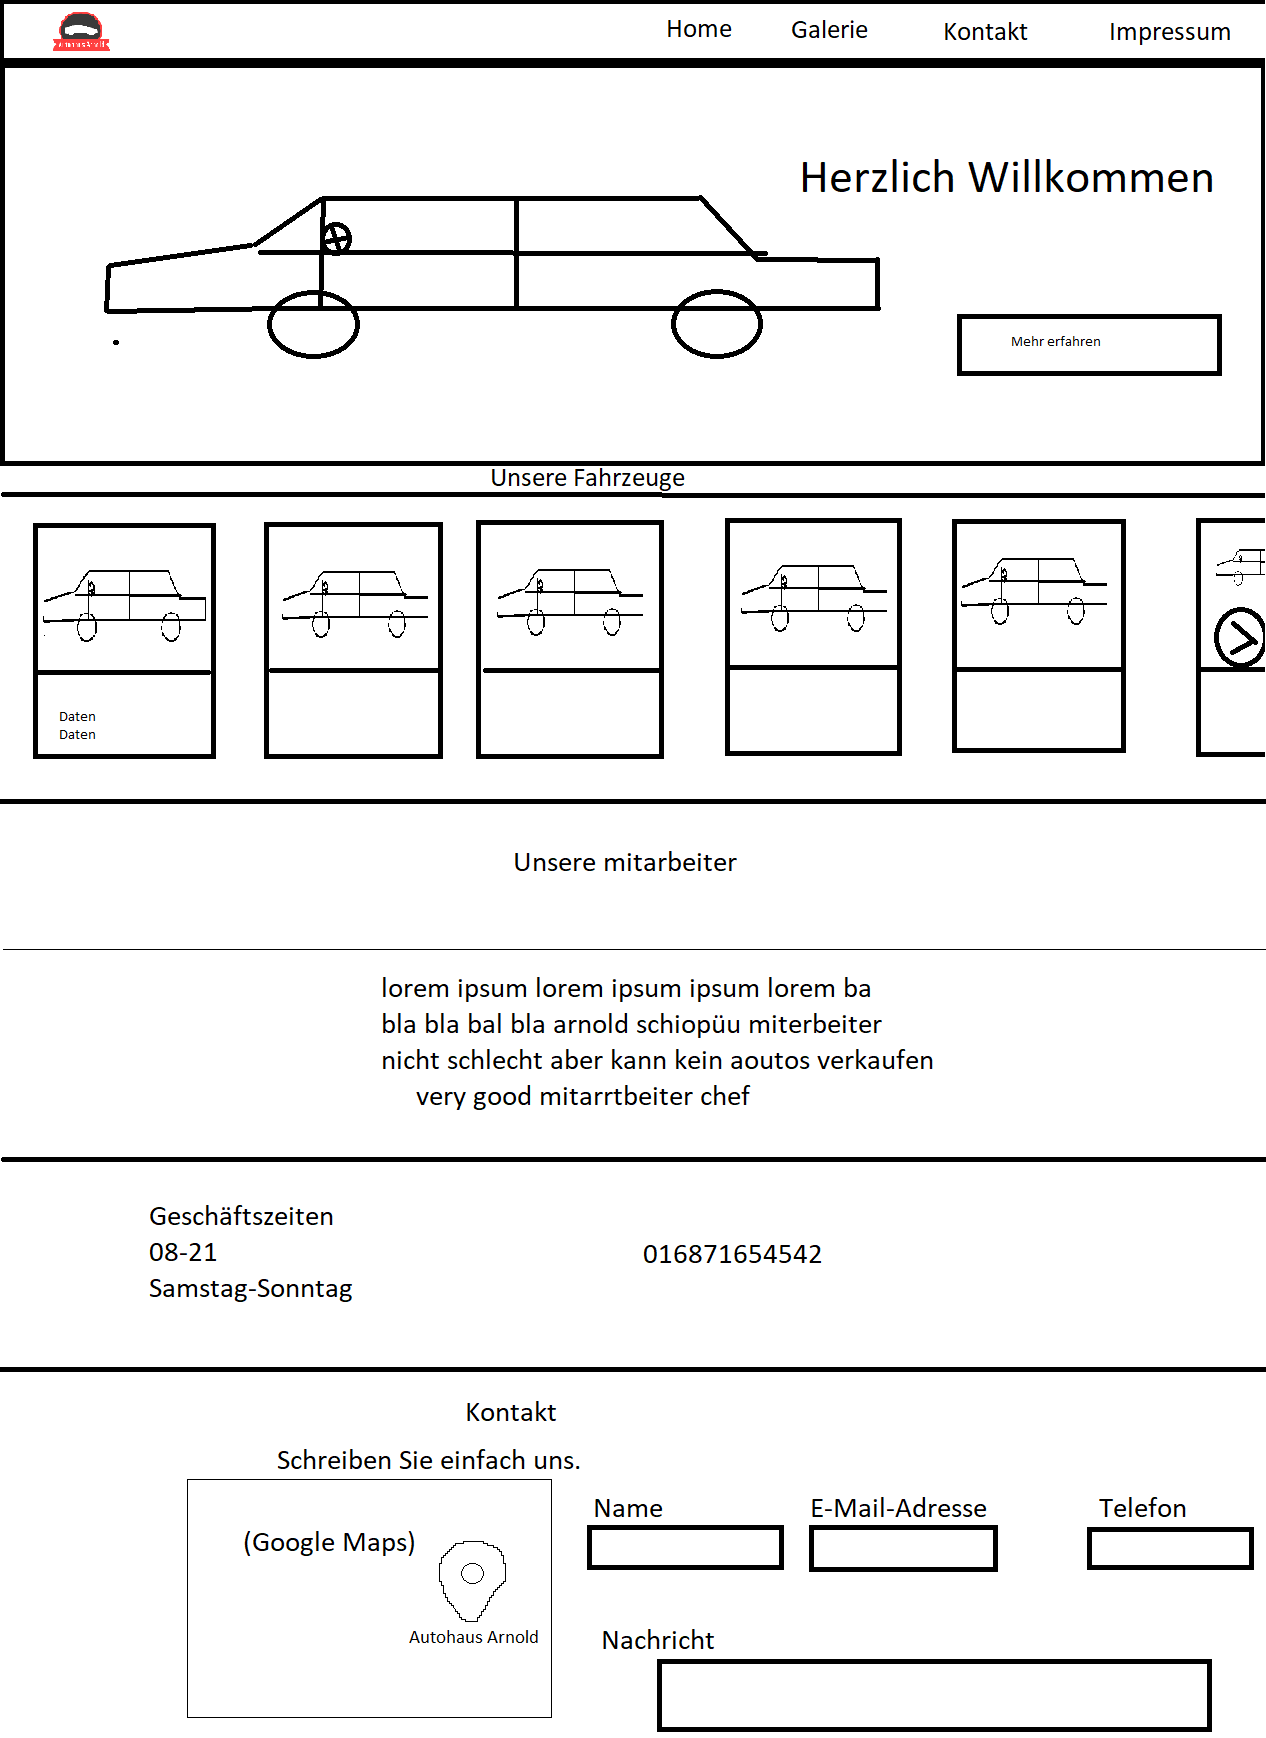 Home Galerie Kontakt Impressum
Herzlich Willkommen
Mehr erfahren
Unsere Fahrzeuge
Daten
Daten
Unsere mitarbeiter
lorem ipsum lorem ipsum ipsum lorem ba
bla bla bal bla arnold schiopüu miterbeiter
nicht schlecht aber kann kein aoutos verkaufen
very good mitarrtbeiter chef
Geschäftszeiten
08-21
Samstag-Sonntag
016871654542
Kontakt
Schreiben Sie einfach uns.
(Google Maps)
Autohaus Arnold
Name
E-Mail-Adresse
Telefon
Nachricht